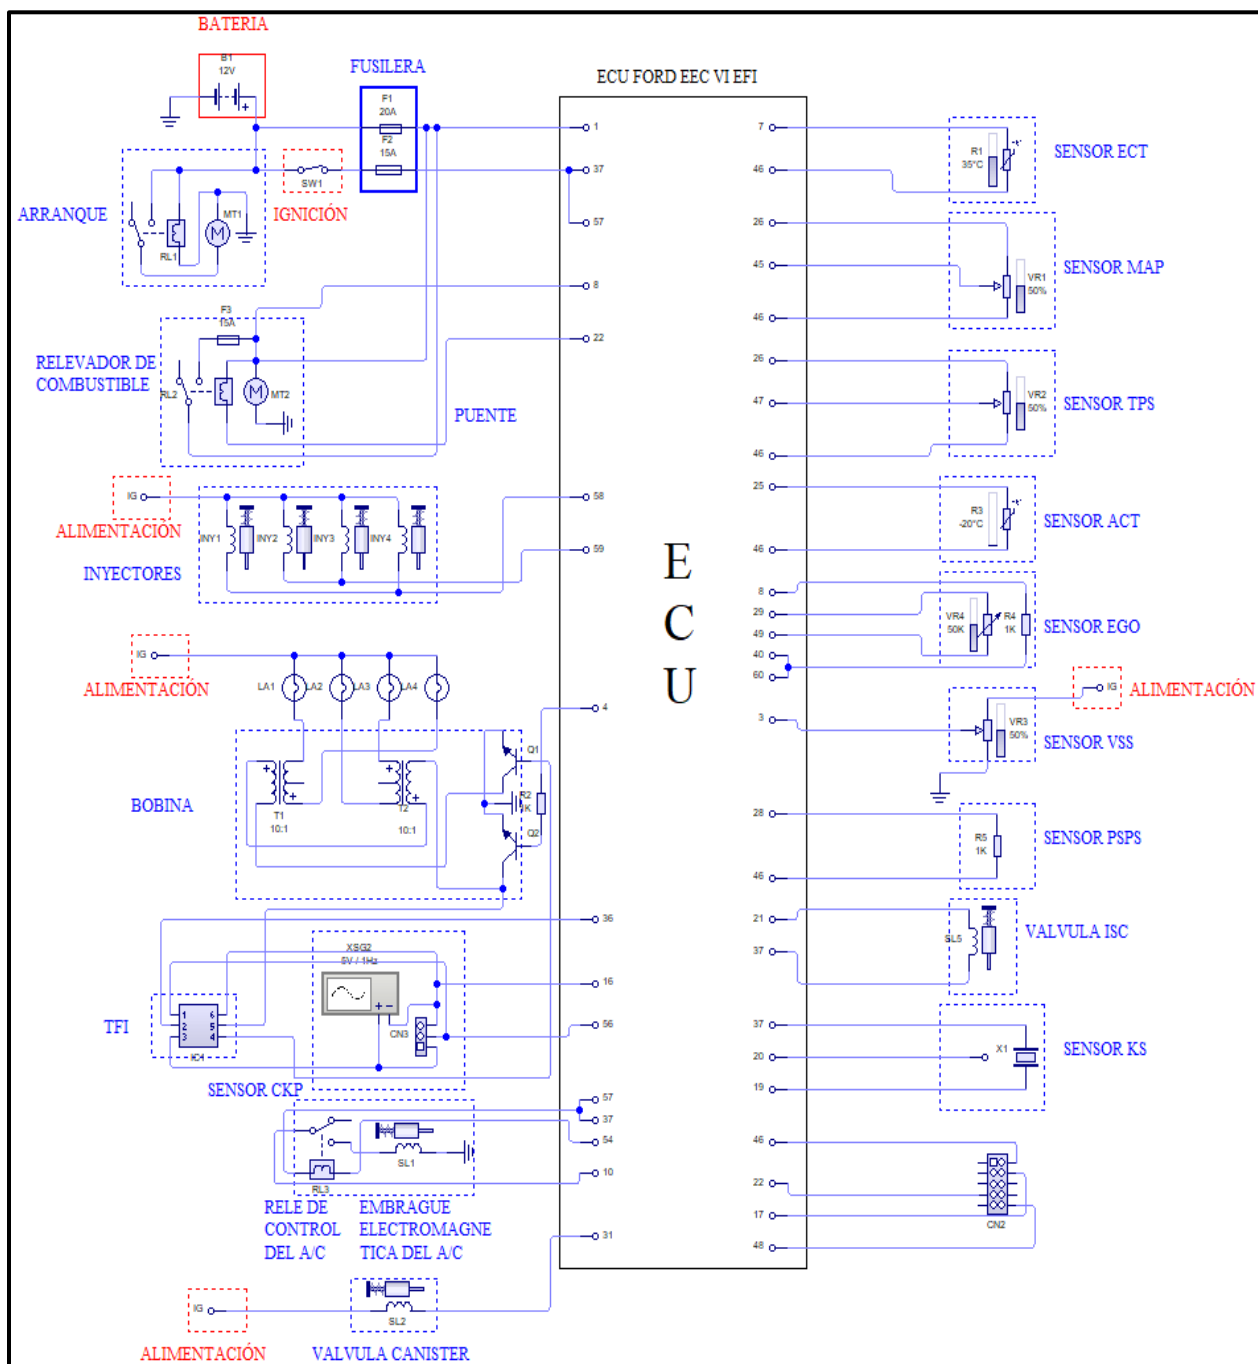 BATERIA
B1
12V
FUSILERA
F1
20A
F2
15A
ECU FORD EEC VI EFI
1
37
57
8
22
SW1
IGNICIÓN
ARRANQUE
MT1
M
RL1
F3
15A
RELEVADOR DE
COMBUSTIBLE
RL2
M
MT2
PUENTE
IG
ALIMENTACIÓN
INY1
INY2
INY3
INY4
INYECTORES
58
59
IG
ALIMENTACIÓN
LA1
LA2
LA3
LA4
4
BOBINA
T1
10:1
T2
10:1
Q1
R2
1K
Q2
36
XSG2
5V / 1Hz
16
56
TFI
1
2
3
6
5
4
IC1
CN3
SENSOR CKP
57
37
54
10
RL3
SL1
RELE DE
CONTROL
DEL A/C
EMBRAGUE
ELECTROMAGNE
TICA DEL A/C
31
IG
ALIMENTACIÓN
SL2
VALVULA CANISTER
E
C
U
7
46
R1
35°C
SENSOR ECT
26
45
46
VR1
50%
SENSOR MAP
26
47
46
VR2
50%
SENSOR TPS
25
46
R3
-20°C
SENSOR ACT
8
29
49
40
60
VR4
50K
R4
1K
SENSOR EGO
IG
ALIMENTACIÓN
3
VR3
50%
SENSOR VSS
28
46
R5
1K
SENSOR PSPS
21
37
SL5
VALVULA ISC
37
20
19
X1
SENSOR KS
46
22
17
48
CN2